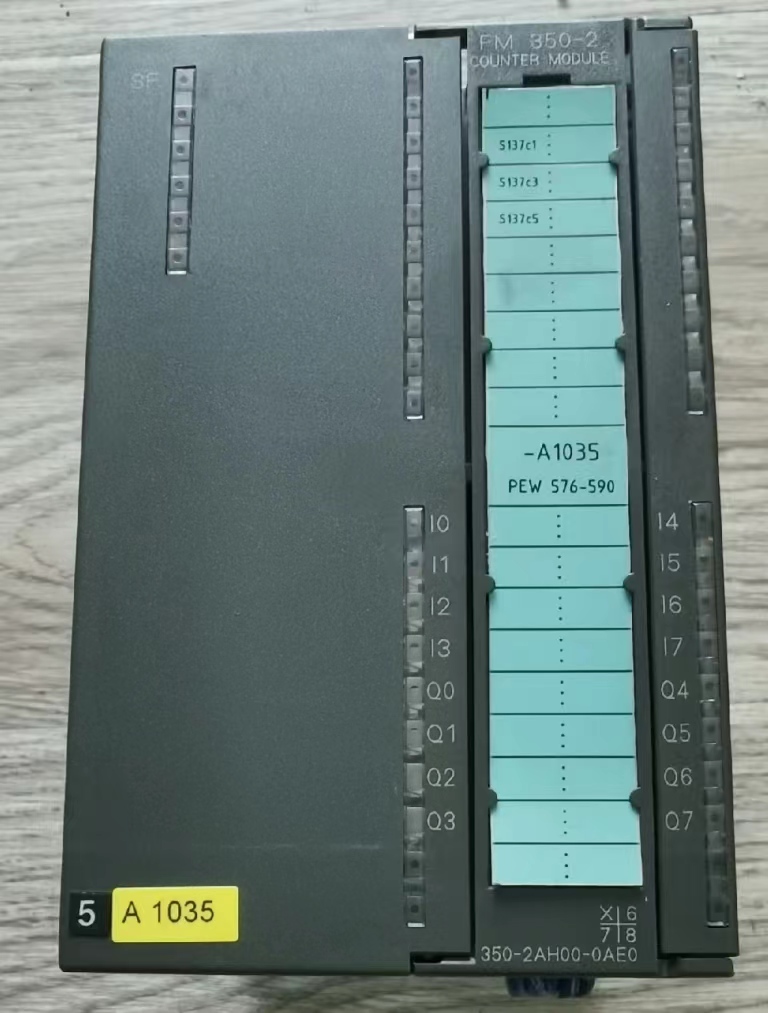 SF
FM 350-2
COUNTER MODULE
S137c1
S137c3
S137c5
-A1035
PEW 576-590
I0
I1
I2
I3
Q0
Q1
Q2
Q3
I4
I5
I6
I7
Q4
Q5
Q6
Q7
5
A 1035
X 6
7 8
350-2AH00-0AE0